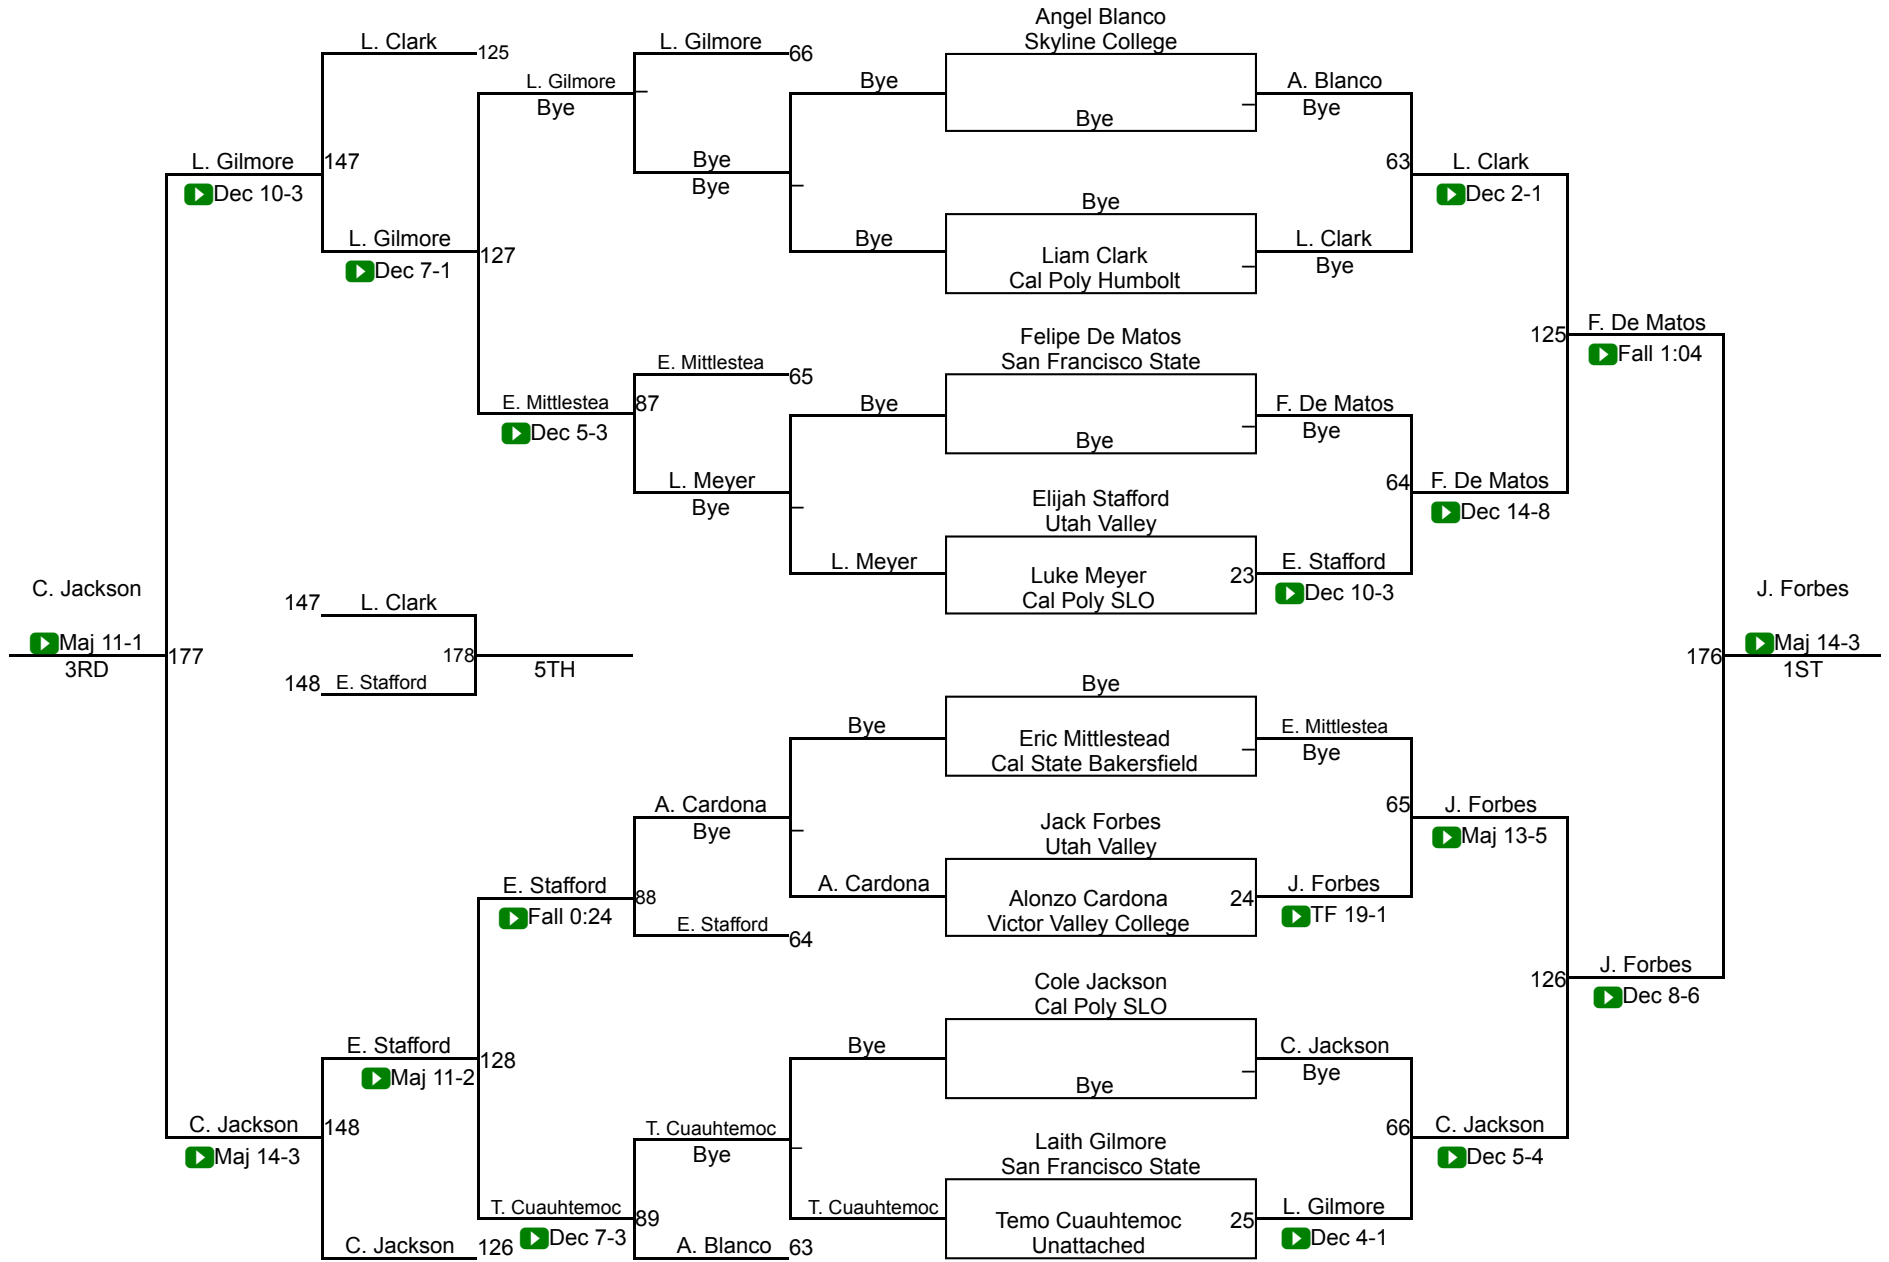 Angel Blanco
Skyline College
Bye
Bye
Liam Clark
Cal Poly Humbolt
Felipe De Matos
San Francisco State
Bye
Elijah Stafford
Utah Valley
Luke Meyer
Cal Poly SLO
23
Bye
Eric Mittlestead
Cal State Bakersfield
Jack Forbes
Utah Valley
Alonzo Cardona
Victor Valley College
24
Cole Jackson
Cal Poly SLO
Bye
Laith Gilmore
San Francisco State
Temo Cuauhtemoc
Unattached
25
A. Blanco
Bye
63
L. Clark
Bye
F. De Matos
Bye
64
E. Stafford
Dec 10-3
E. Mittlestea
Bye
65
J. Forbes
TF 19-1
C. Jackson
Bye
66
L. Gilmore
Dec 4-1
L. Clark
Dec 2-1
125
F. De Matos
Dec 14-8
J. Forbes
Maj 13-5
126
C. Jackson
Dec 5-4
F. De Matos
Fall 1:04
176
J. Forbes
Dec 8-6
J. Forbes
Maj 14-3
1ST
Bye
Bye
Bye
L. Meyer
Bye
A. Cardona
Bye
T. Cuauhtemoc
L. Gilmore
66
Bye
Bye
E. Mittlestea
65
87
L. Meyer
Bye
A. Cardona
Bye
88
E. Stafford
64
T. Cuauhtemoc
Bye
89
A. Blanco
63
L. Gilmore
Bye
127
E. Mittlestea
Dec 5-3
E. Stafford
Fall 0:24
128
T. Cuauhtemoc
Dec 7-3
L. Clark
125
147
L. Gilmore
Dec 7-1
E. Stafford
Maj 11-2
148
C. Jackson
126
L. Gilmore
Dec 10-3
177
C. Jackson
Maj 14-3
C. Jackson
Maj 11-1
3RD
147
L. Clark
178
148
E. Stafford
5TH